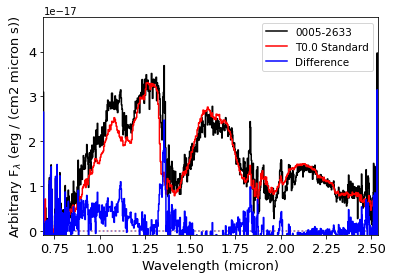 1e−17
0005-2633
T0.0 Standard
Difference
Arbitrary Fλ (erg / (cm2 micron s))
4
3
2
1
0
0.75 1.00 1.25 1.50 1.75 2.00 2.25 2.50
Wavelength (micron)